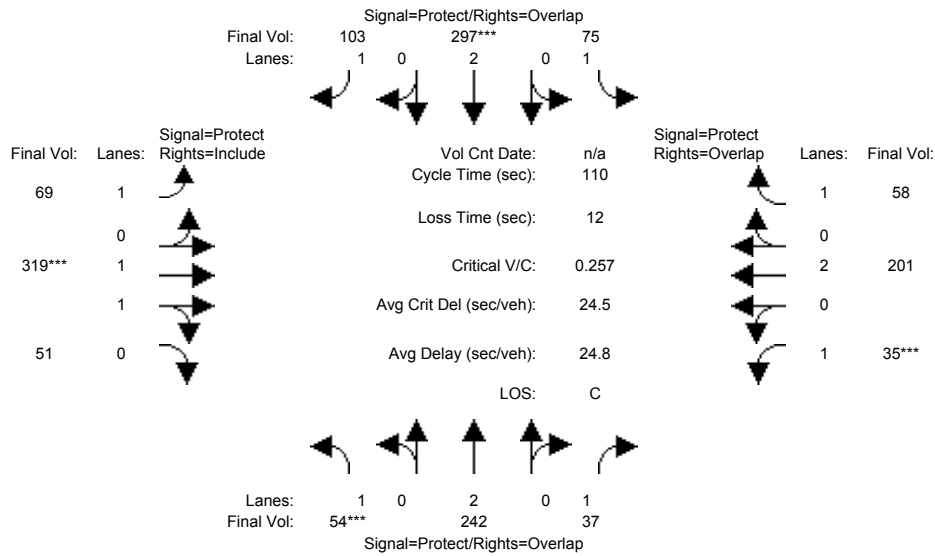 Signal=Protect/Rights=Overlap
Final Vol: 103 297*** 75
Lanes: 1 0 2 0 1
Signal=Protect Signal=Protect
Final Vol: Lanes: Rights=Include Vol Cnt Date: n/a Rights=Overlap Lanes: Final Vol:
Cycle Time (sec): 110
69 1 1 58
Loss Time (sec): 12
0 0
319*** 1 Critical V/C: 0.257 2 201
1 Avg Crit Del (sec/veh): 24.5 0
51 0 Avg Delay (sec/veh): 24.8 1 35***
LOS: C
Lanes: 1 0 2 0 1
Final Vol: 54*** 242 37
Signal=Protect/Rights=Overlap